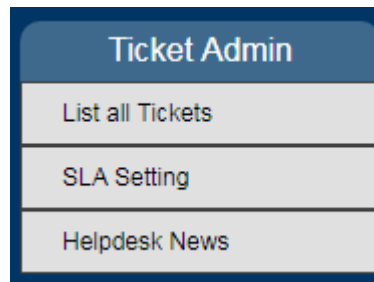 Ticket Admin
List all Tickets
SLA Setting
Helpdesk News